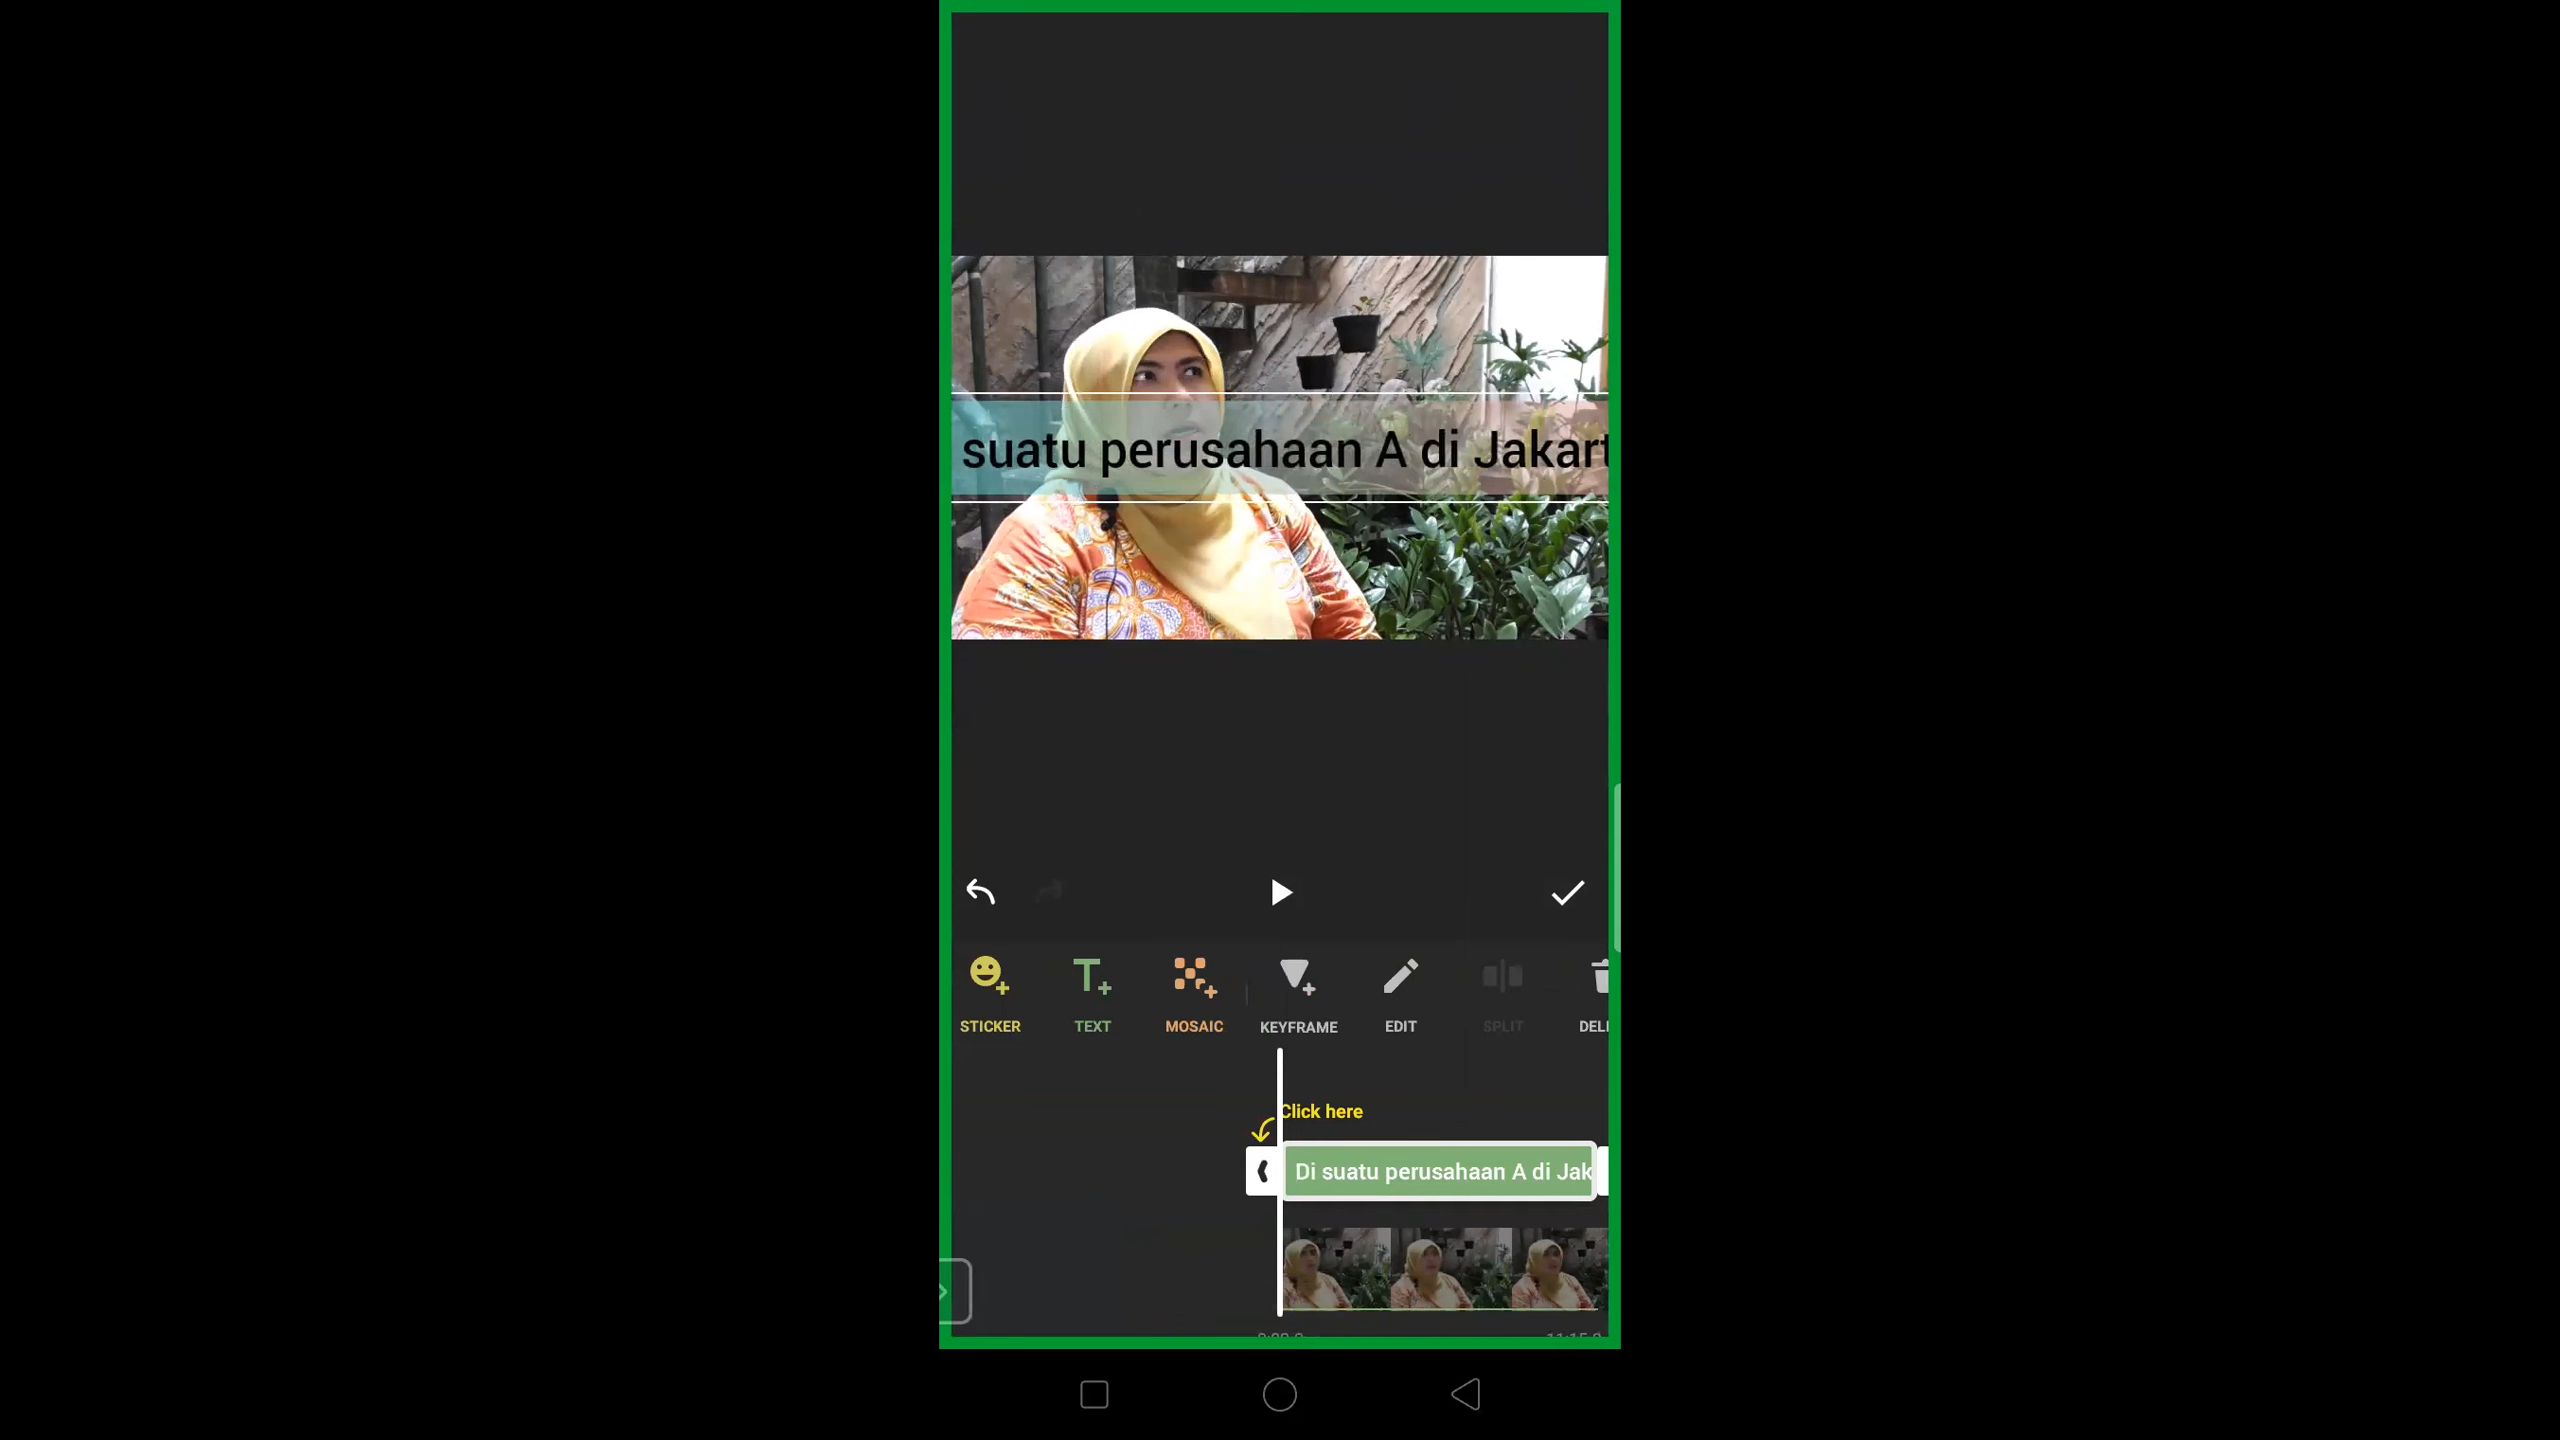 suatu perusahaan A di Jakart
STICKER
TEXT
MOSAIC
KEYFRAME
EDIT
SPLIT
DEL
Click here
Di suatu perusahaan A di Jak